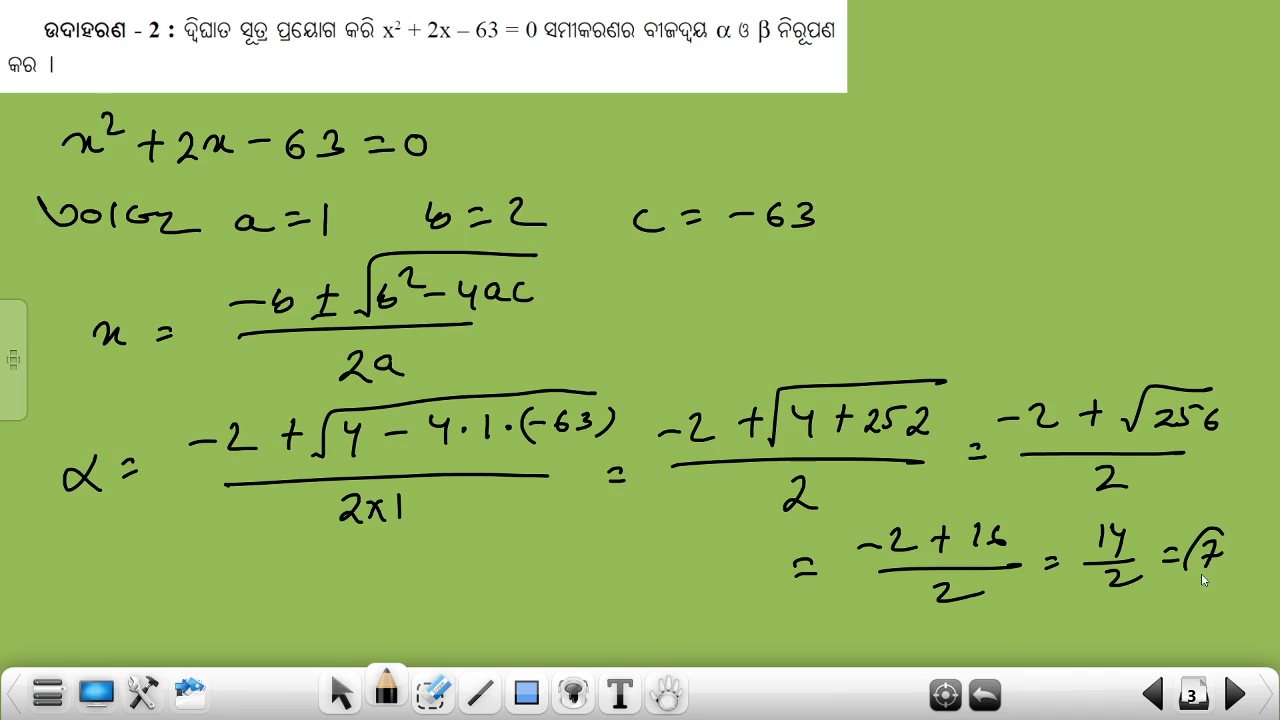 ଉଦାହରଣ - 2 : ଦ୍ବିଘାତ ସୂତ୍ର ପ୍ରୟୋଗ କରି x² + 2x – 63 = 0 ସମୀକରଣର ବୀଜଦ୍ୱୟ α ଓ β ନିରୂପଣ
କର ।
x² + 2x − 63 = 0
a = 1 b = 2 c = −63
x = (−b ± √(b² − 4ac)) / 2a
α = (−2 + √(4 − 4·1·(−63))) / 2x1 = (−2 + √(4 + 252)) / 2 = (−2 + √256) / 2
= (−2 + 16) / 2 = 14 / 2 = 7
3
T